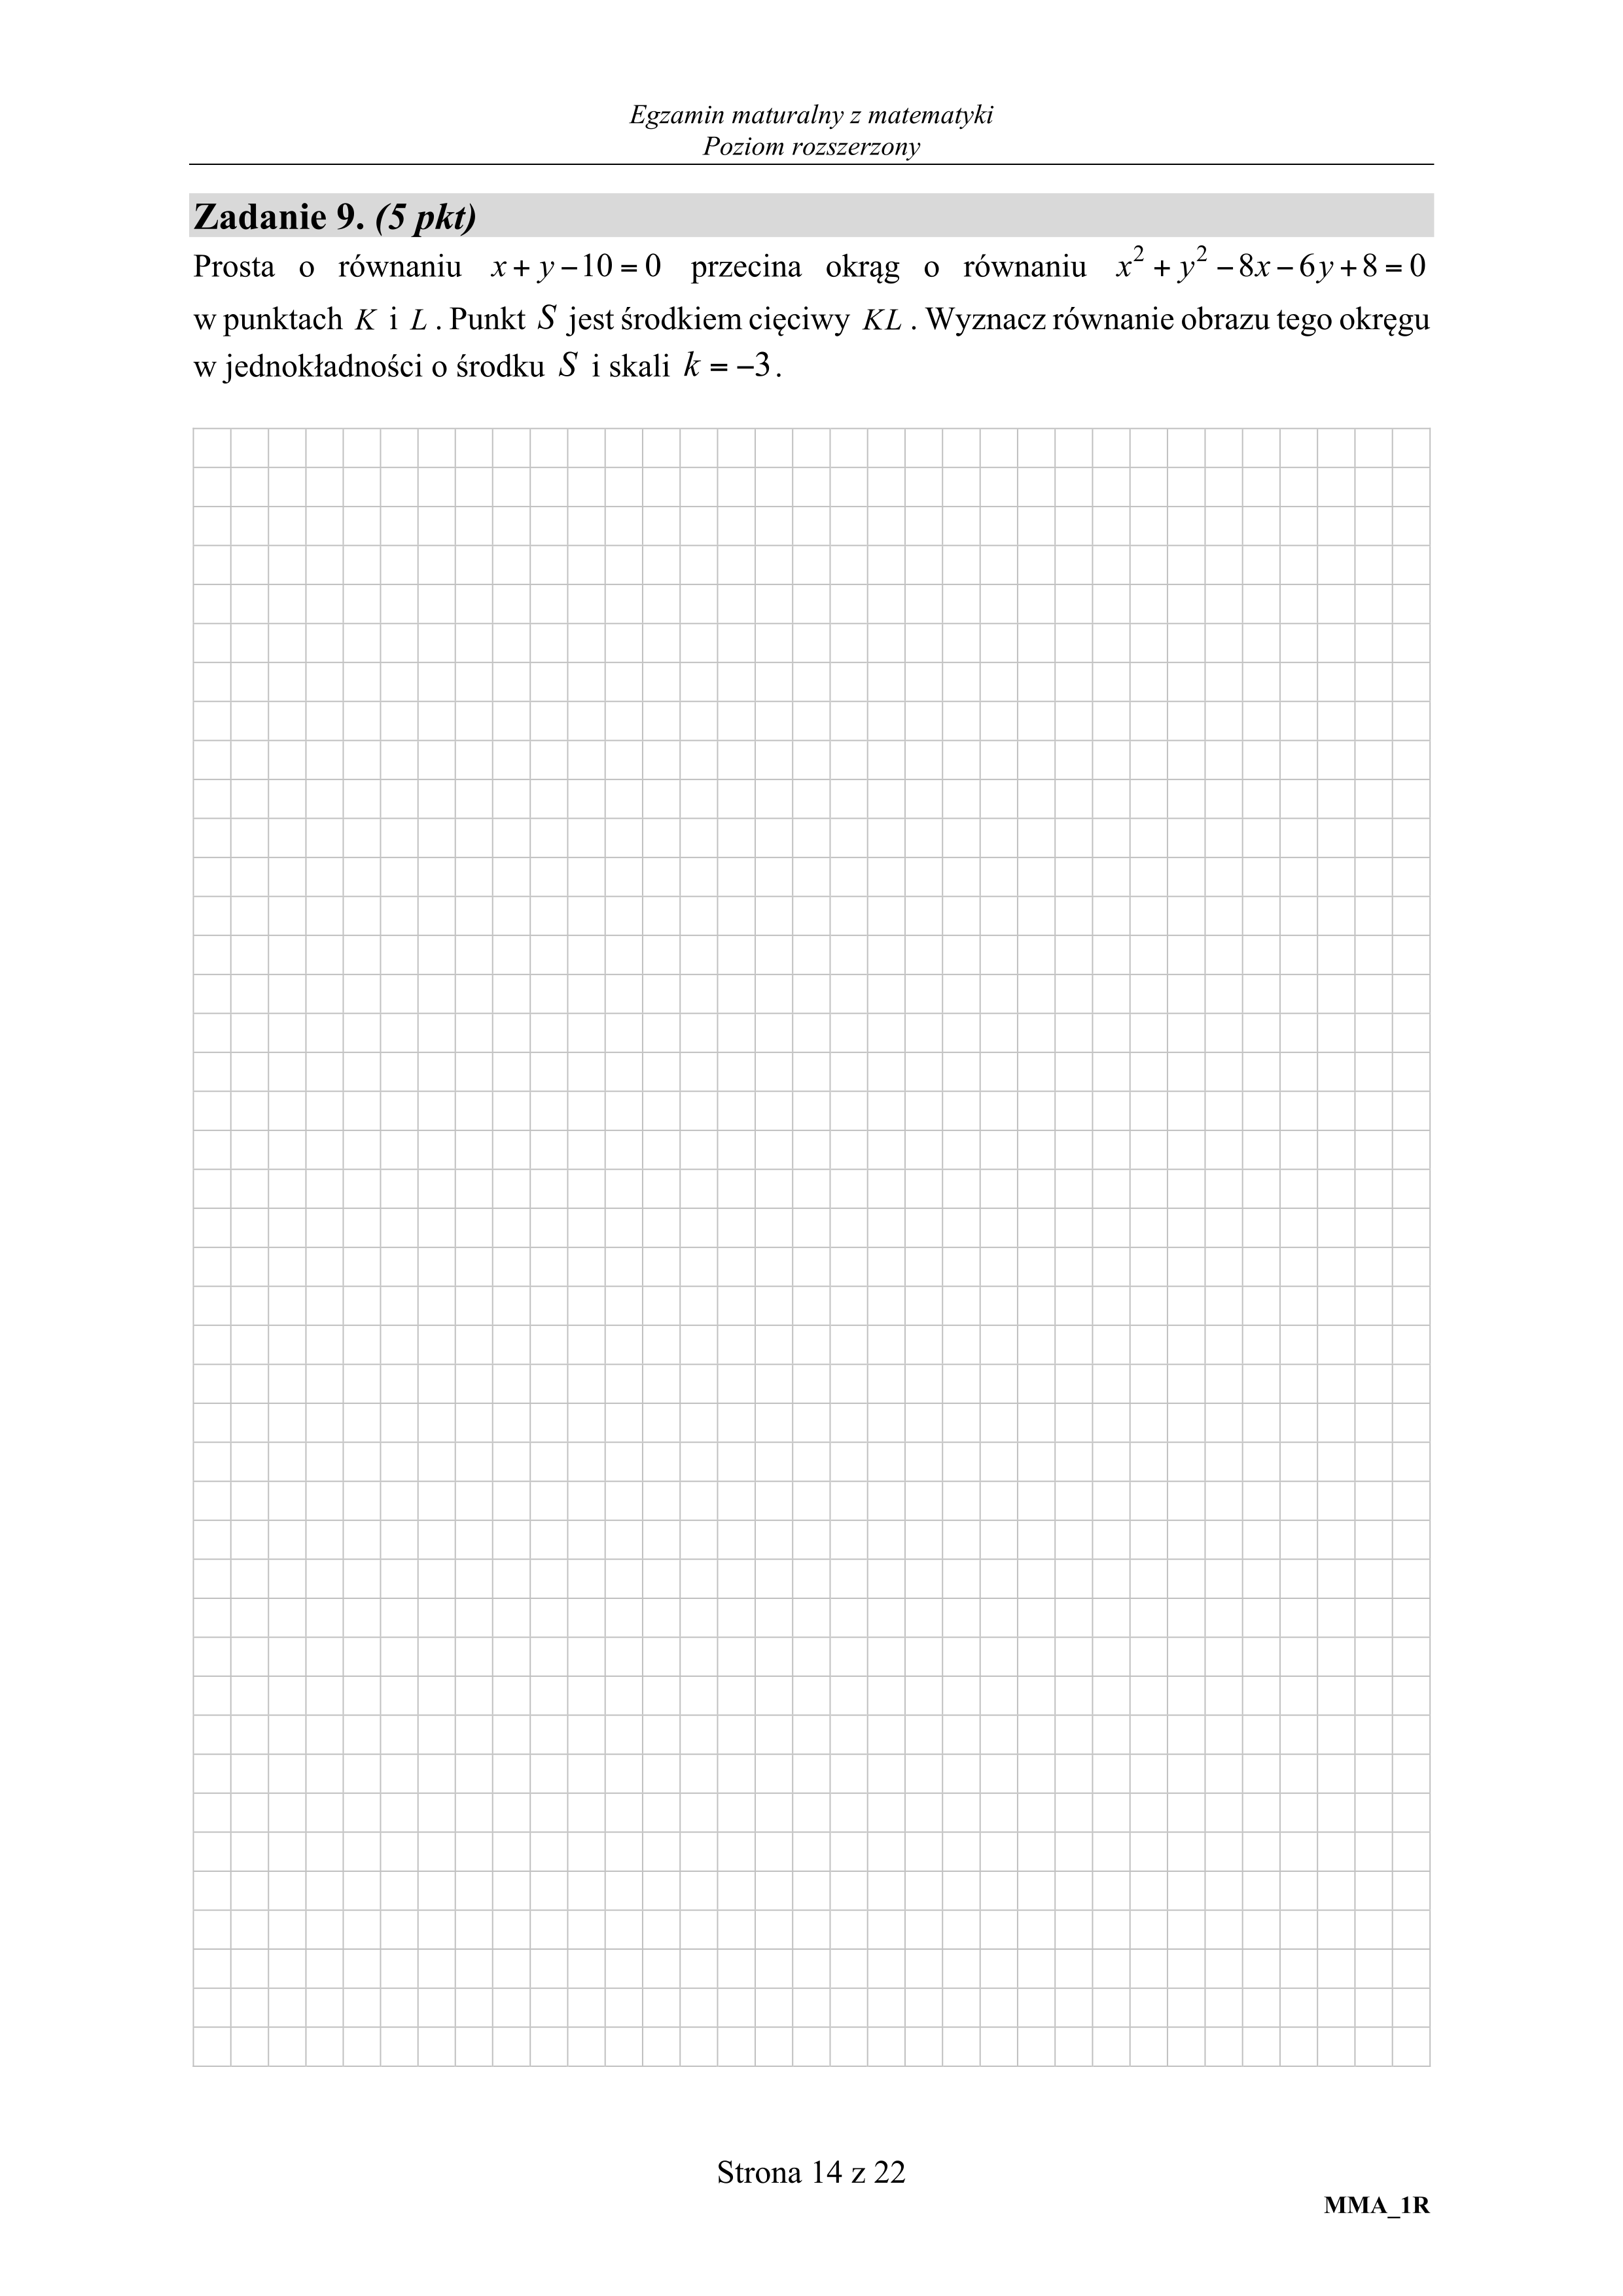 Egzamin maturalny z matematyki
Poziom rozszerzony
Zadanie 9. (5 pkt)
Prosta o równaniu x + y − 10 = 0 przecina okrąg o równaniu x² + y² − 8x − 6y + 8 = 0
w punktach K i L. Punkt S jest środkiem cięciwy KL. Wyznacz równanie obrazu tego okręgu
w jednokładności o środku S i skali k = −3.
Strona 14 z 22
MMA_1R